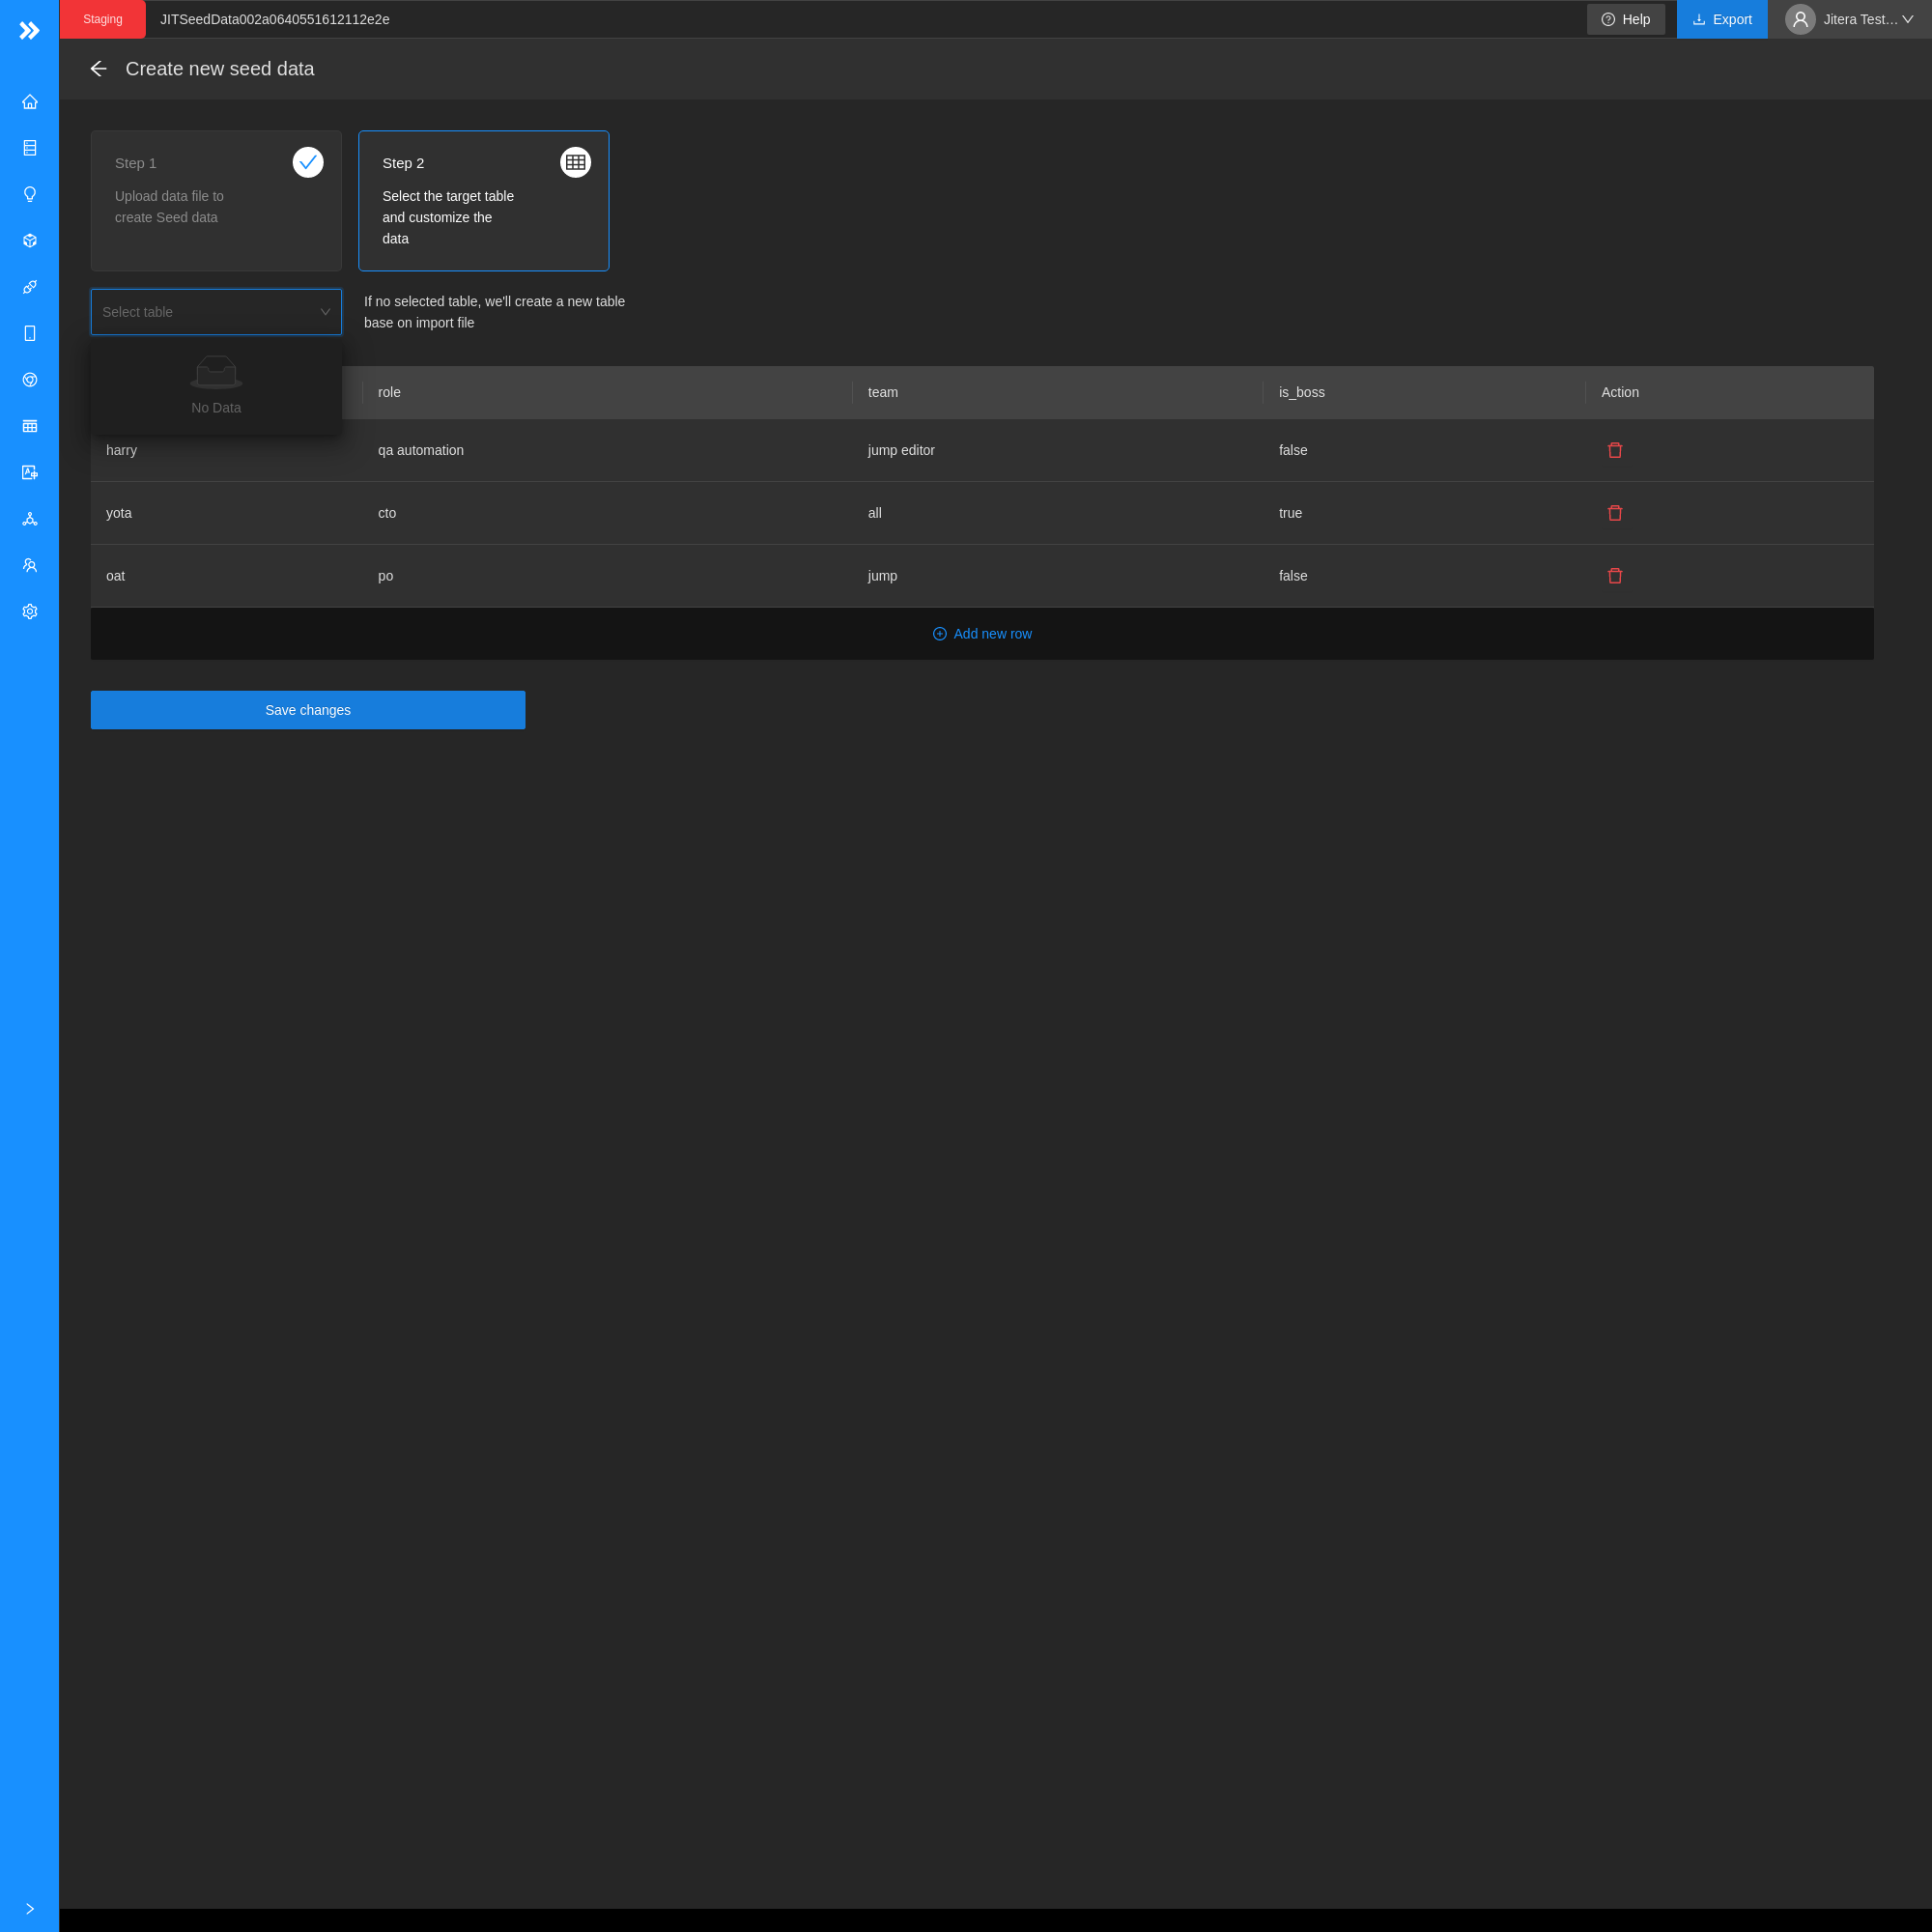 Staging JITSeedData002a0640551612112e2e Help Export Jitera Test…
Create new seed data
Step 1
Upload data file to
create Seed data
Step 2
Select the target table
and customize the
data
Select table
If no selected table, we'll create a new table
base on import file
No Data
role team is_boss Action
harry qa automation jump editor false
yota cto all true
oat po jump false
Add new row
Save changes